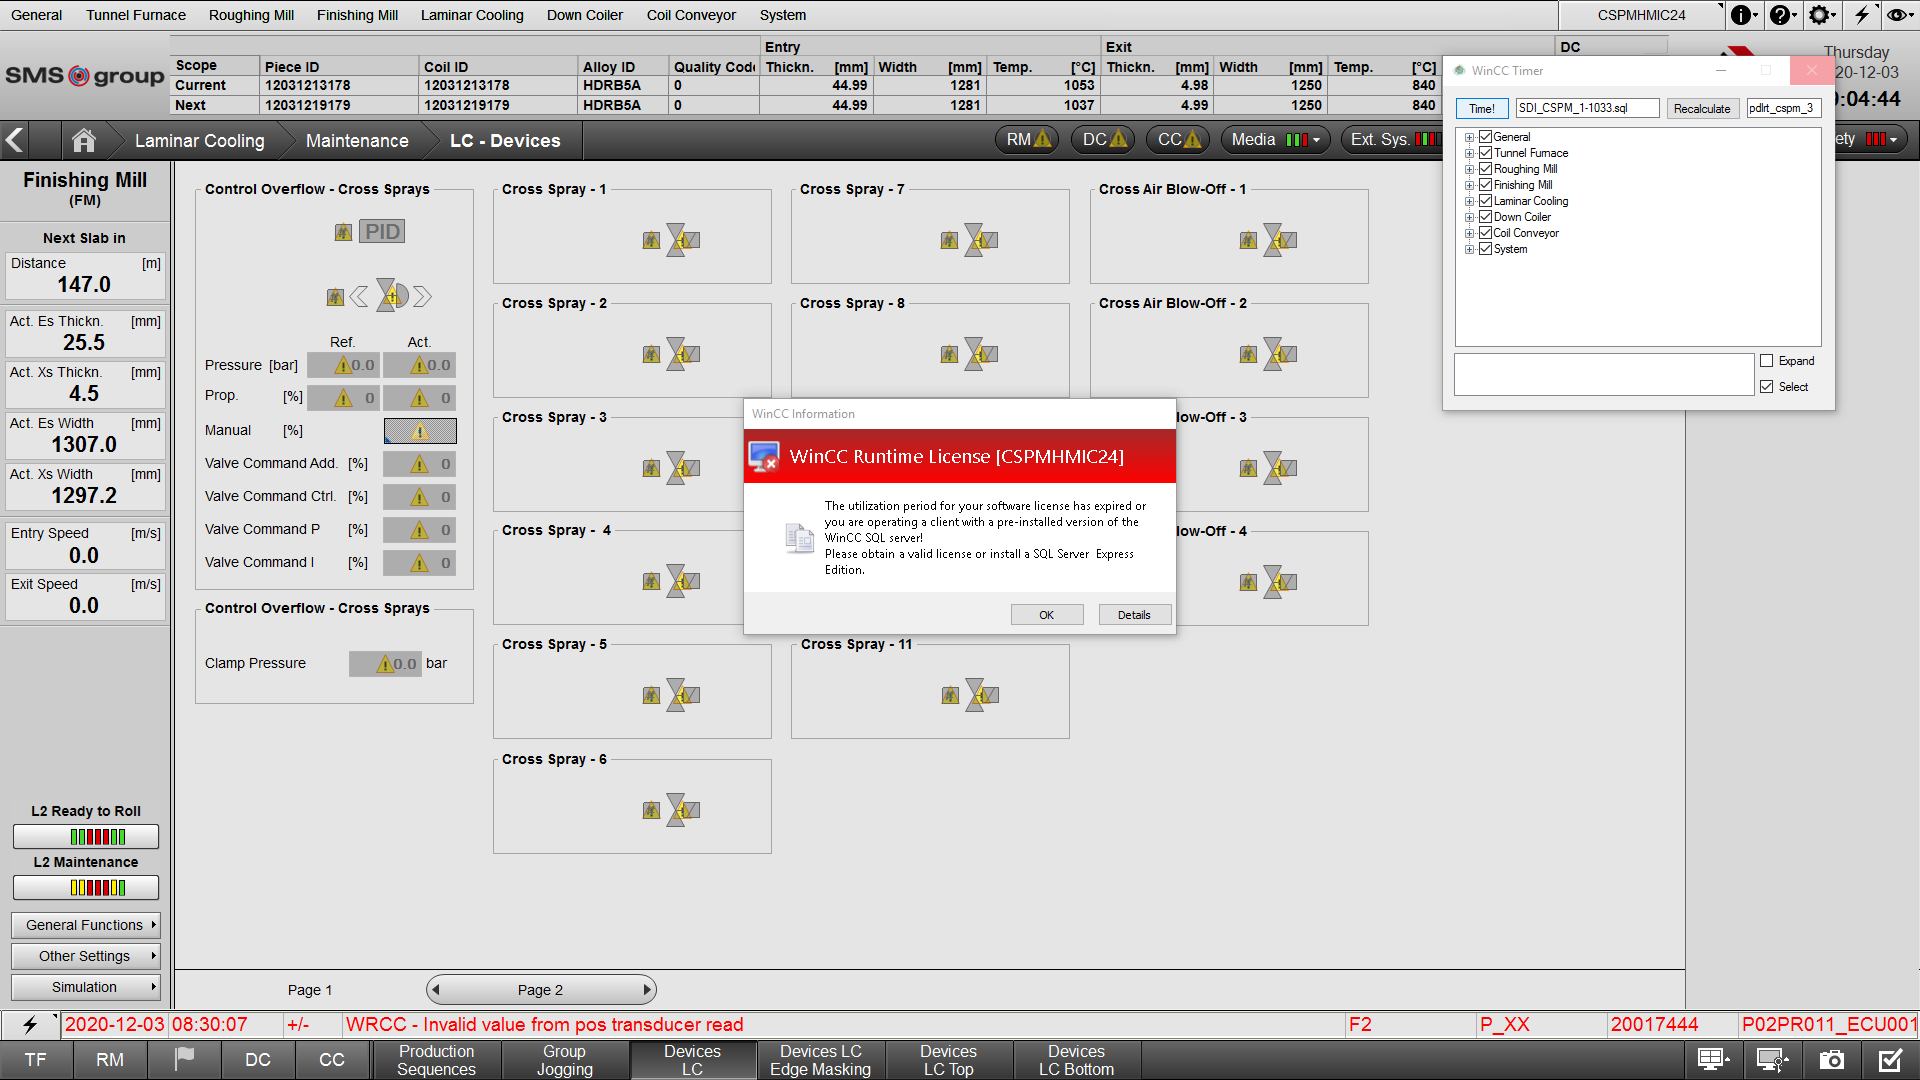 General Tunnel Furnace Roughing Mill Finishing Mill Laminar Cooling Down Coiler Coil Conveyor System CSPMHMIC24
Entry Exit DC
Scope Piece ID Coil ID Alloy ID Quality Thickn. [mm] Width [mm] Temp. [°C] Thickn. [mm] Width [mm] Temp. [°C]
Current 12031213178 12031213178 HDRB5A 0 44.99 1281 1053 4.98 1250 840
Next 12031219179 12031219179 HDRB5A 0 44.99 1281 1037 4.99 1250 840
SMS group
Thursday
20-12-03
:04:44
Laminar Cooling Maintenance LC - Devices RM DC CC Media Ext. Sys. ety
WinCC Timer
Time! SDI_CSPM_1-1033.sql Recalculate pdlrt_cspm_3
General
Tunnel Furnace
Roughing Mill
Finishing Mill
Laminar Cooling
Down Coiler
Coil Conveyor
System
Expand
Select
Finishing Mill
(FM)
Next Slab in
Distance [m]
147.0
Act. Es Thickn. [mm]
25.5
Act. Xs Thickn. [mm]
4.5
Act. Es Width [mm]
1307.0
Act. Xs Width [mm]
1297.2
Entry Speed [m/s]
0.0
Exit Speed [m/s]
0.0
L2 Ready to Roll
L2 Maintenance
General Functions
Other Settings
Simulation
Control Overflow - Cross Sprays
PID
Ref. Act.
Pressure [bar] 0.0 0.0
Prop. [%] 0 0
Manual [%]
Valve Command Add. [%] 0
Valve Command Ctrl. [%] 0
Valve Command P [%] 0
Valve Command I [%] 0
Control Overflow - Cross Sprays
Clamp Pressure 0.0 bar
Cross Spray - 1
Cross Spray - 2
Cross Spray - 3
Cross Spray - 4
Cross Spray - 5
Cross Spray - 6
Cross Spray - 7
Cross Spray - 8
Cross Spray - 11
Cross Air Blow-Off - 1
Cross Air Blow-Off - 2
low-Off - 3
low-Off - 4
WinCC Information
WinCC Runtime License [CSPMHMIC24]
The utilization period for your software license has expired or
you are operating a client with a pre-installed version of the
WinCC SQL server!
Please obtain a valid license or install a SQL Server Express
Edition.
OK Details
Page 1 Page 2
2020-12-03 08:30:07 +/- WRCC - Invalid value from pos transducer read F2 P_XX 20017444 P02PR011_ECU001
TF RM DC CC
Production
Sequences
Group
Jogging
Devices
LC
Devices LC
Edge Masking
Devices
LC Top
Devices
LC Bottom